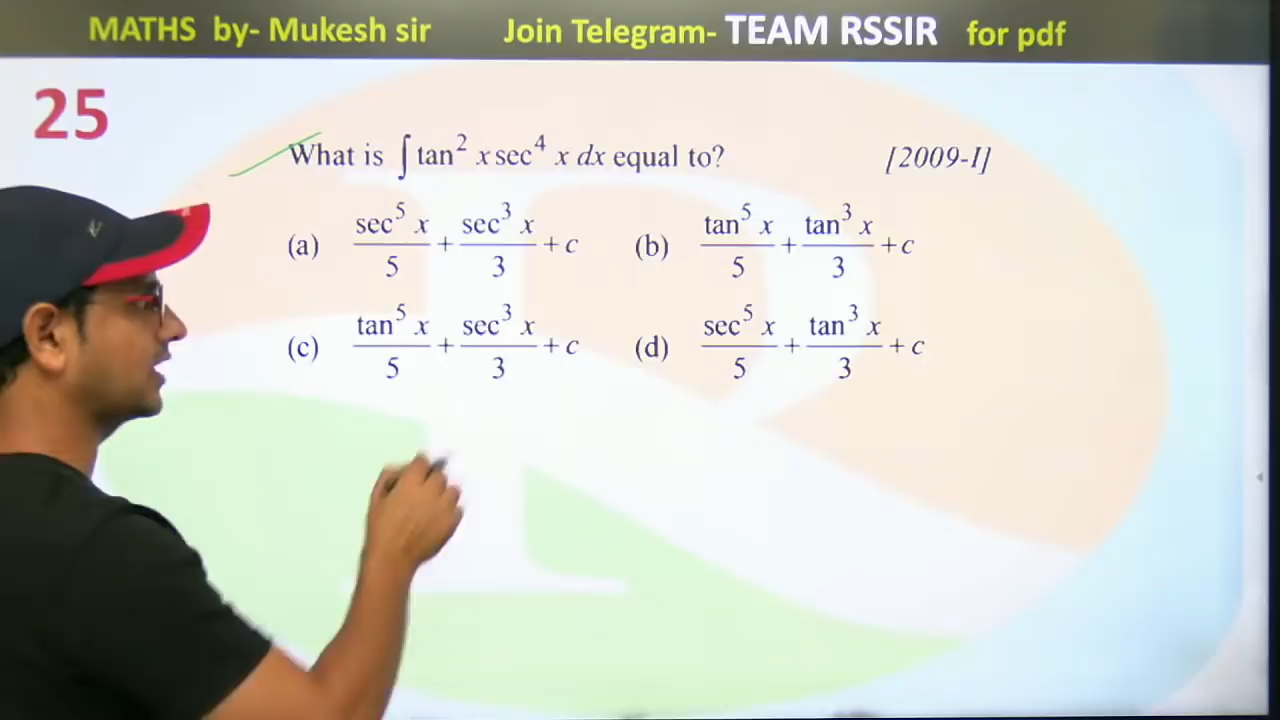 MATHS by- Mukesh sir Join Telegram- TEAM RSSIR for pdf
25
What is ∫ tan² x sec⁴ x dx equal to? [2009-I]
(a) sec⁵ x / 5 + sec³ x / 3 + c (b) tan⁵ x / 5 + tan³ x / 3 + c
(c) tan⁵ x / 5 + sec³ x / 3 + c (d) sec⁵ x / 5 + tan³ x / 3 + c